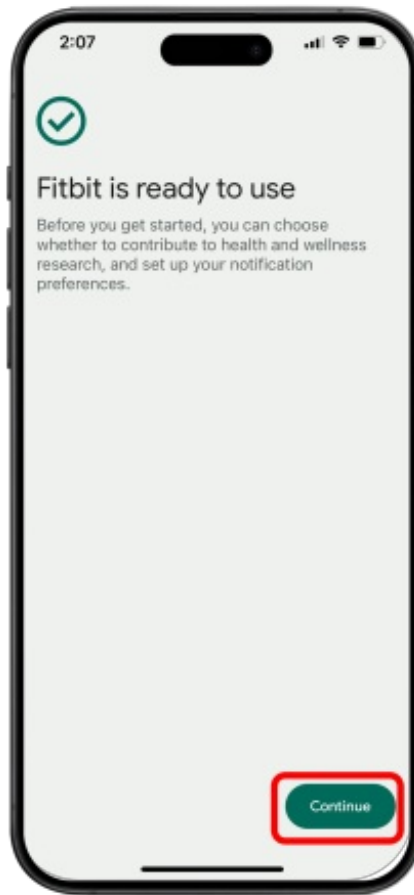 2:07
Fitbit is ready to use
Before you get started, you can choose
whether to contribute to health and wellness
research, and set up your notification
preferences.
Continue